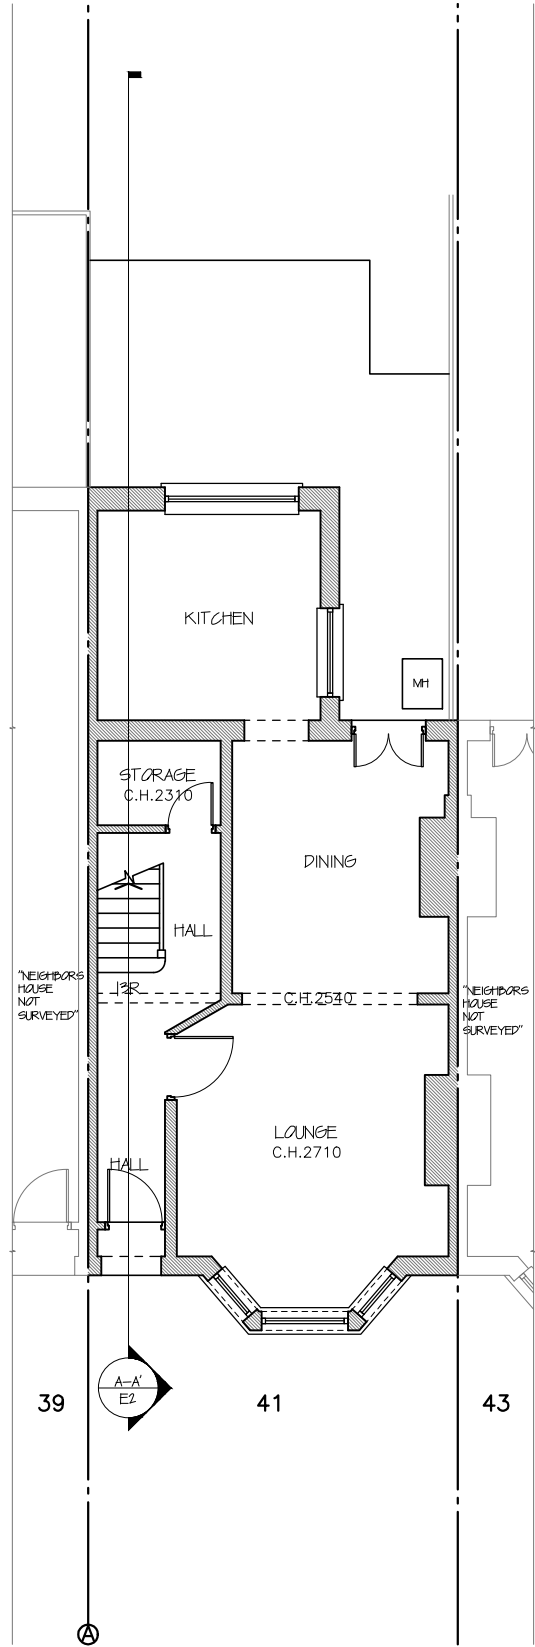 KITCHEN
MH
STORAGE
C.H.2310
DINING
HALL
"NEIGHBORS
HOUSE
NOT
SURVEYED"
13R
C.H.2540
"NEIGHBORS
HOUSE
NOT
SURVEYED"
LOUNGE
C.H.2710
HALL
A-A'
E2
39
41
43
A